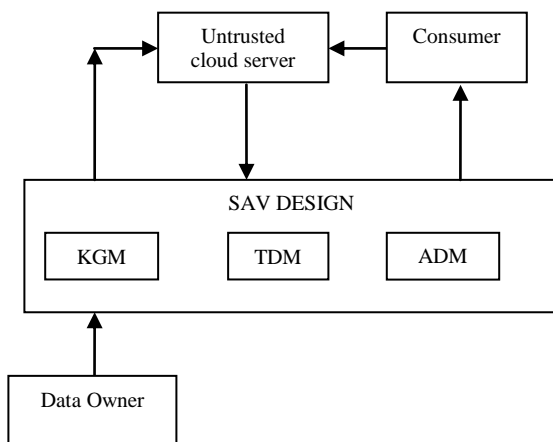 Untrusted
cloud server
Consumer
SAV DESIGN
KGM
TDM
ADM
Data Owner